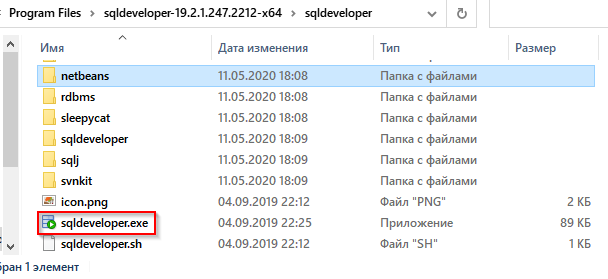 Program Files › sqldeveloper-19.2.1.247.2212-x64 › sqldeveloper
Имя Дата изменения Тип Размер
netbeans 11.05.2020 18:08 Папка с файлами
rdbms 11.05.2020 18:08 Папка с файлами
sleepycat 11.05.2020 18:08 Папка с файлами
sqldeveloper 11.05.2020 18:09 Папка с файлами
sqlj 11.05.2020 18:09 Папка с файлами
svnkit 11.05.2020 18:09 Папка с файлами
icon.png 04.09.2019 22:12 Файл "PNG" 2 КБ
sqldeveloper.exe 04.09.2019 22:25 Приложение 89 КБ
sqldeveloper.sh 04.09.2019 22:12 Файл "SH" 1 КБ
бран 1 элемент